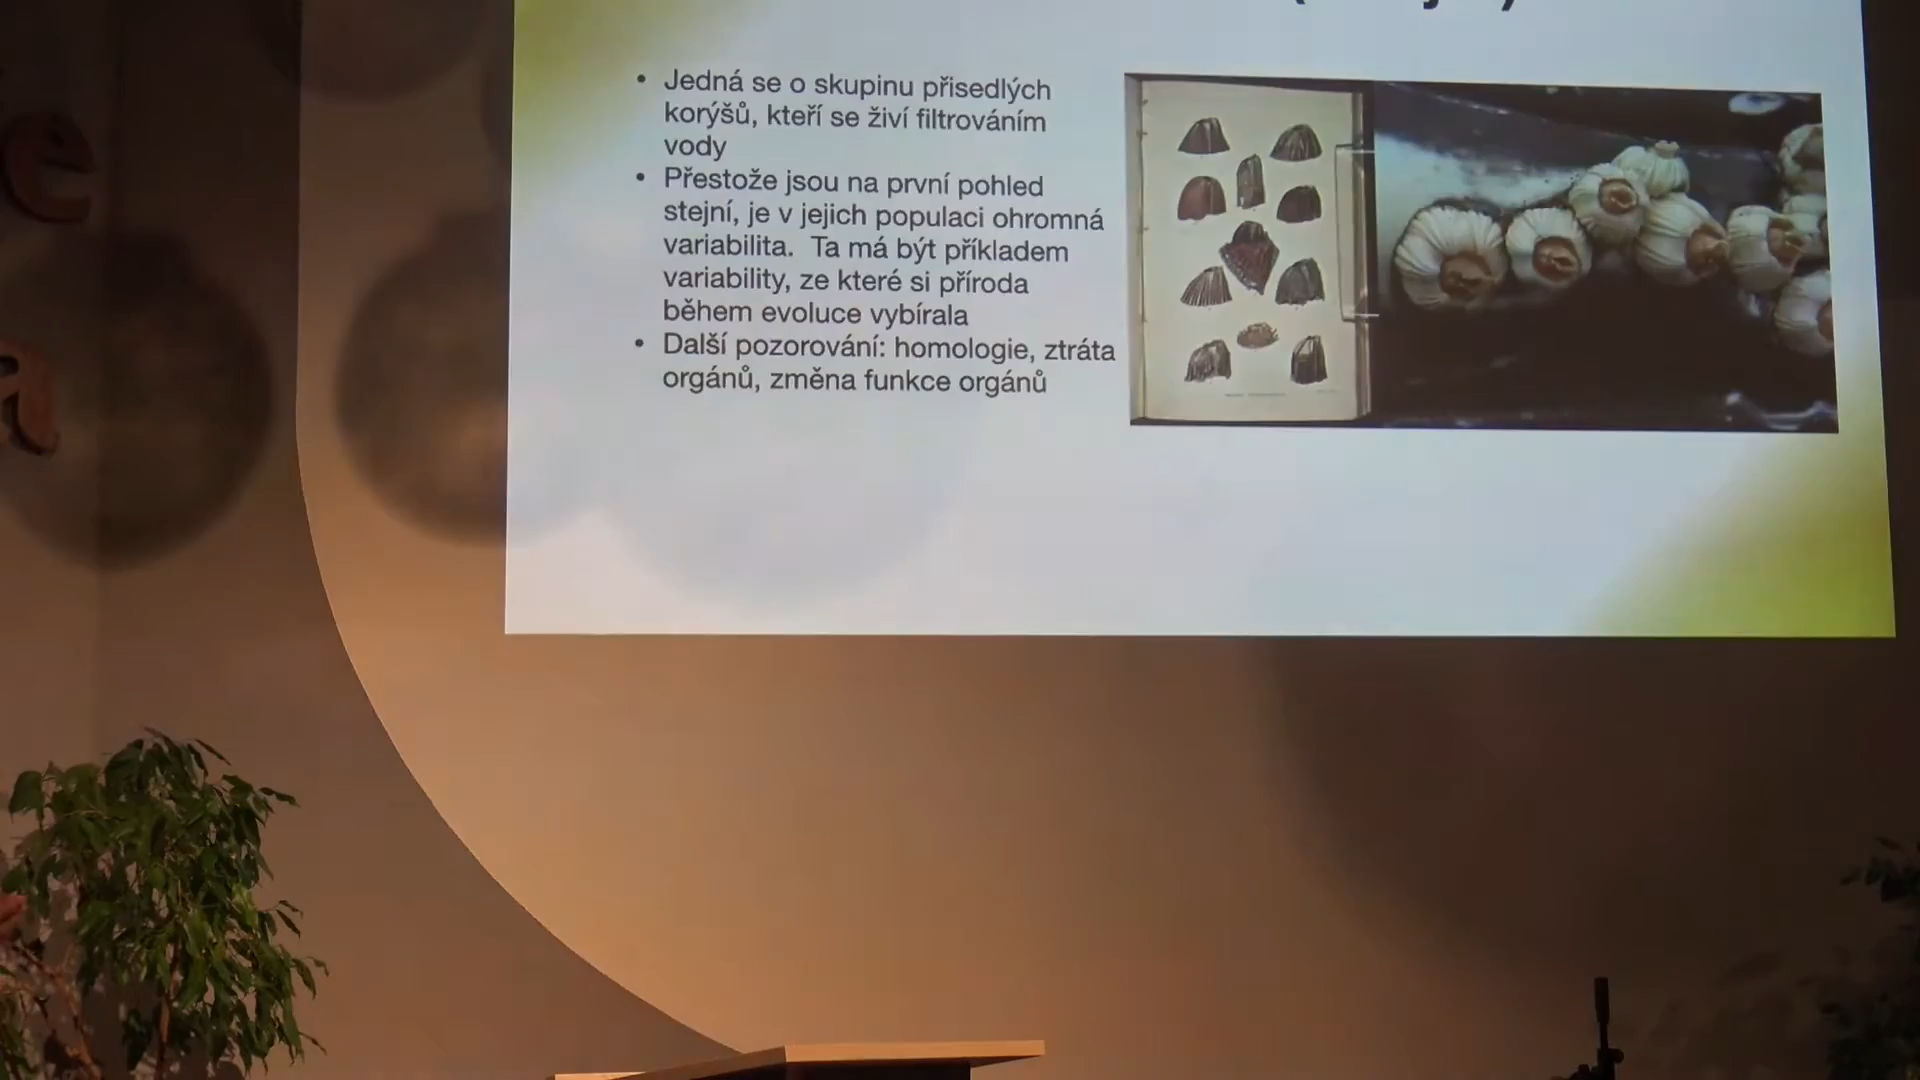 • Jedná se o skupinu přisedlých
korýšů, kteří se živí filtrováním
vody
• Přestože jsou na první pohled
stejní, je v jejich populaci ohromná
variabilita.  Ta má být příkladem
variability, ze které si příroda
během evoluce vybírala
• Další pozorování: homologie, ztráta
orgánů, změna funkce orgánů
e
a